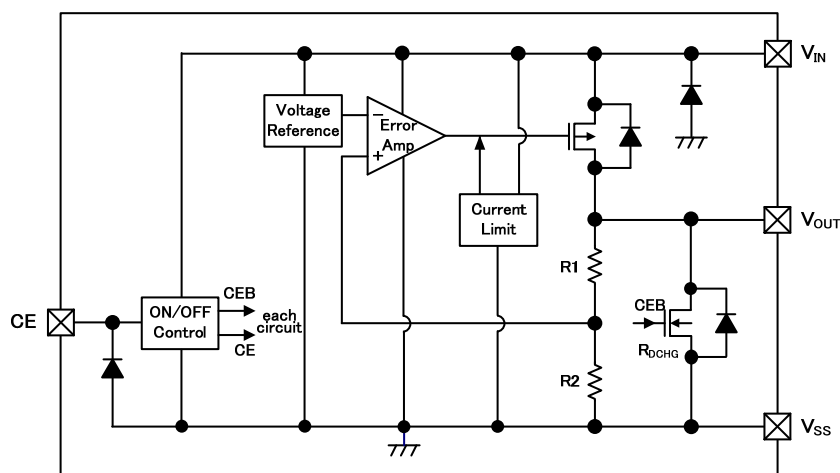 V_IN
Voltage
Reference
−
+
Error
Amp
Current
Limit
V_OUT
R1
CE
ON/OFF
Control
CEB
each
circuit
CE
CEB
R_DCHG
R2
V_SS